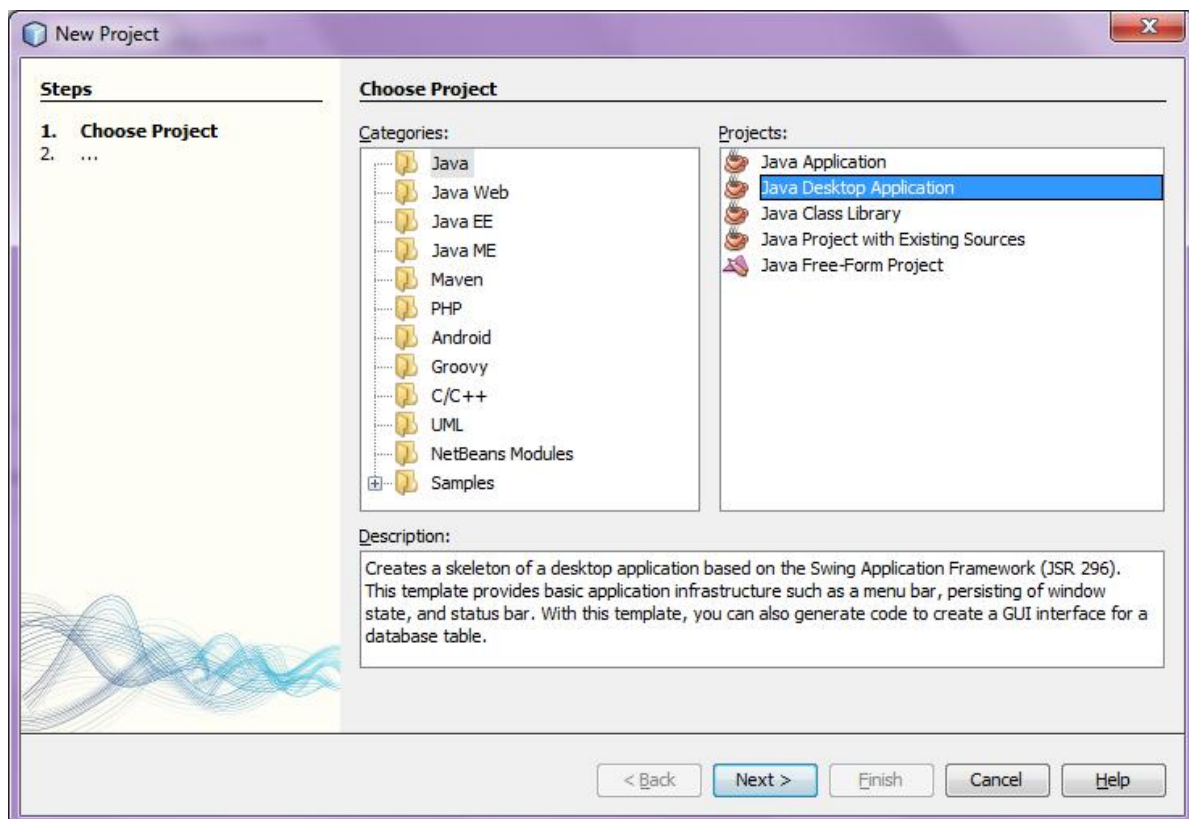 New Project
Steps
1. Choose Project
2. ...
Choose Project
Categories:
Java
Java Web
Java EE
Java ME
Maven
PHP
Android
Groovy
C/C++
UML
NetBeans Modules
Samples
Projects:
Java Application
Java Desktop Application
Java Class Library
Java Project with Existing Sources
Java Free-Form Project
Description:
Creates a skeleton of a desktop application based on the Swing Application Framework (JSR 296).
This template provides basic application infrastructure such as a menu bar, persisting of window
state, and status bar. With this template, you can also generate code to create a GUI interface for a
database table.
< Back Next > Finish Cancel Help